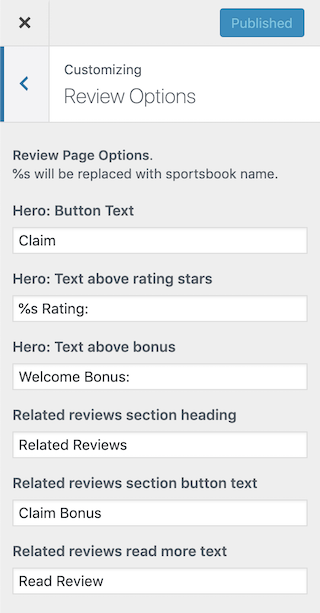 Published
Customizing
Review Options
Review Page Options.
%s will be replaced with sportsbook name.
Hero: Button Text
Claim
Hero: Text above rating stars
%s Rating:
Hero: Text above bonus
Welcome Bonus:
Related reviews section heading
Related Reviews
Related reviews section button text
Claim Bonus
Related reviews read more text
Read Review